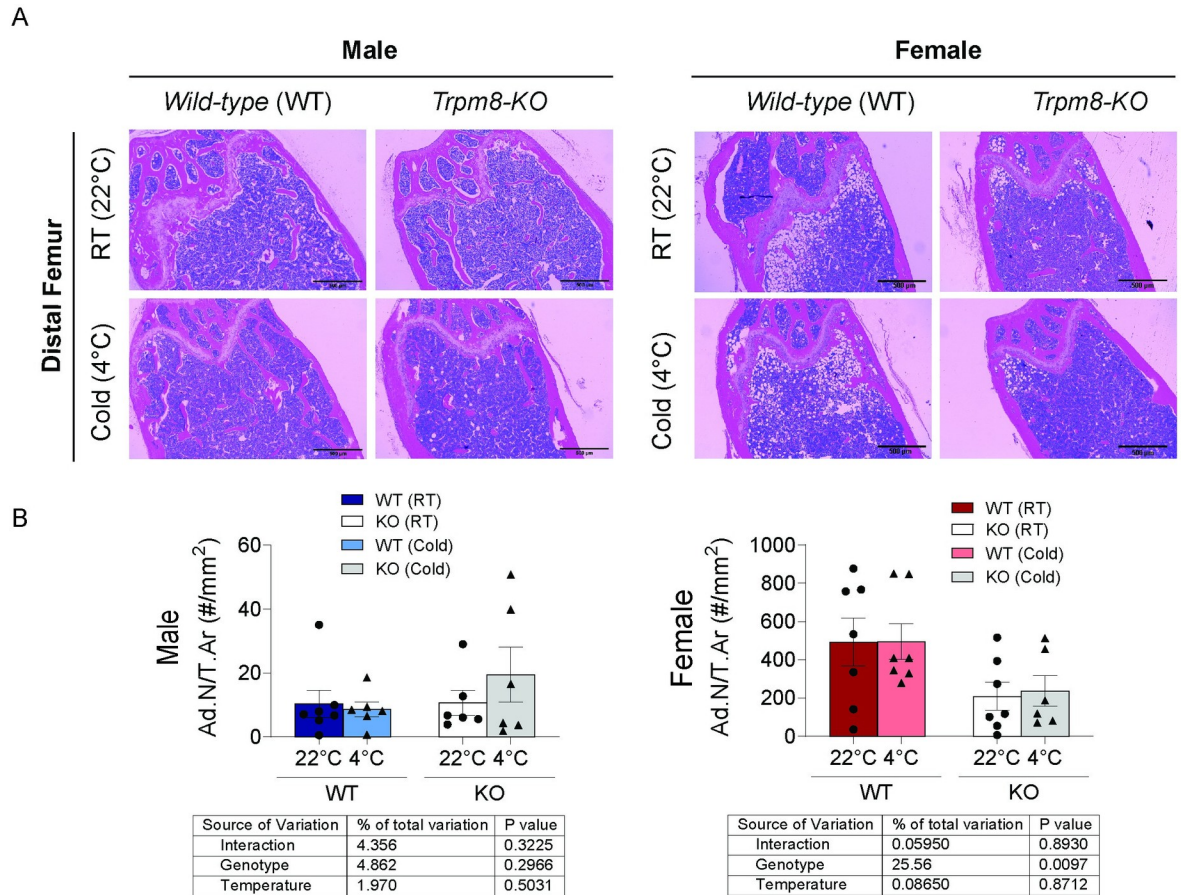 A
Male
Female
Wild-type (WT)
Trpm8-KO
Wild-type (WT)
Trpm8-KO
Distal Femur
RT (22°C)
Cold (4°C)
RT (22°C)
Cold (4°C)
500 µm
500 µm
500 µm
500 µm
B
WT (RT)
KO (RT)
WT (Cold)
KO (Cold)
Male
Ad.N/T.Ar (#/mm²)
60
40
20
0
22°C 4°C 22°C 4°C
WT KO
Source of Variation % of total variation P value
Interaction 4.356 0.3225
Genotype 4.862 0.2966
Temperature 1.970 0.5031
WT (RT)
KO (RT)
WT (Cold)
KO (Cold)
Female
Ad.N/T.Ar (#/mm²)
1000
800
600
400
200
0
22°C 4°C 22°C 4°C
WT KO
Source of Variation % of total variation P value
Interaction 0.05950 0.8930
Genotype 25.56 0.0097
Temperature 0.08650 0.8712